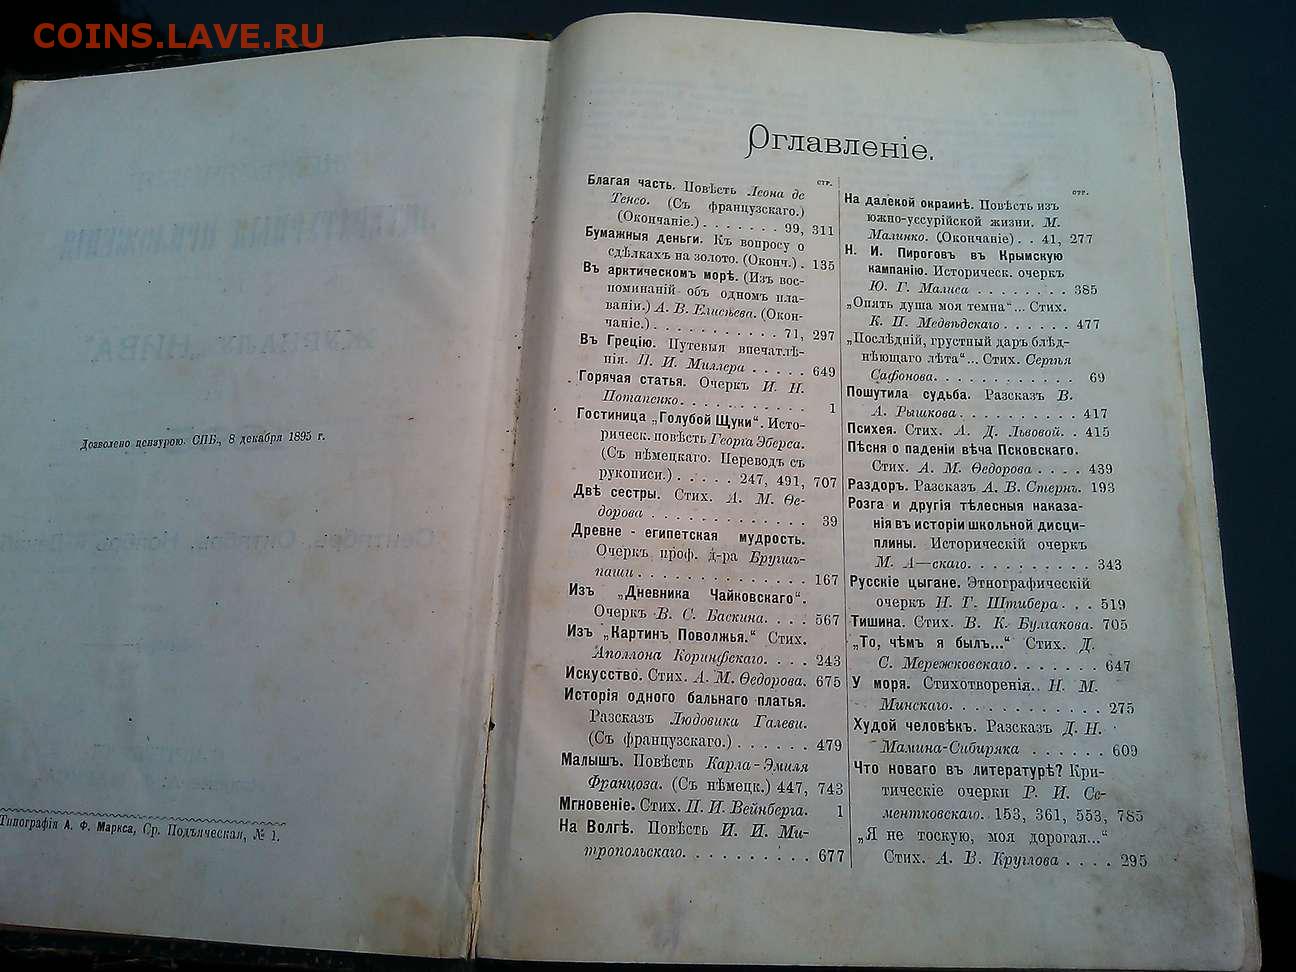 COINS.LAVE.RU
ЖУРНАЛУ „НИВА"
Дозволено цензурою. СПБ., 8 декабря 1895 г.
Типографія А. Ф. Маркса, Ср. Подъяческая, № 1.
Оглавленіе.
СТР.
Благая часть. Повѣсть Леона де
Тенсо. (Съ французскаго.)
(Окончаніе.) . . . . . . . 99, 311
Бумажныя деньги. Къ вопросу о
сдѣлкахъ на золото. (Оконч.) . 135
Въ арктическомъ морѣ. (Изъ вос-
поминаній объ одномъ пла-
ваніи.) А. В. Елисѣева. (Окон-
чаніе.) . . . . . . . . . . 71, 297
Въ Грецію. Путевыя впечатлѣ-
нія. П. И. Миллера . . . . . 649
Горячая статья. Очеркъ И. Н.
Потапенко. . . . . . . . . . . 1
Гостиница „Голубой Щуки". Исто-
рическ. повѣсть Георга Эберса.
(Съ нѣмецкаго. Переводъ съ
рукописи.) . . . . . 247, 491, 707
Двѣ сестры. Стих. А. М. Ѳе-
дорова . . . . . . . . . . . . 39
Древне - египетская мудрость.
Очеркъ проф. д-ра Бругшъ-
паши . . . . . . . . . . . . . 167
Изъ „Дневника Чайковскаго".
Очеркъ В. С. Баскина. . . . 567
Изъ „Картинъ Поволжья." Стих.
Аполлона Коринѳскаго. . . . 243
Искусство. Стих. А. М. Ѳедорова. 675
Исторія одного бальнаго платья.
Разсказъ Людовика Галеви.
(Съ французскаго.) . . . . . . 479
Малышъ. Повѣсть Карла-Эмиля
Францоза. (Съ нѣмецк.) 447, 743
Мгновеніе. Стих. П. И. Вейнберга. 1
На Волгѣ. Повѣсть И. И. Ми-
тропольскаго. . . . . . . . . . 677
СТР.
На далекой окраинѣ. Повѣсть изъ
южно-уссурійской жизни. М.
Малинко. (Окончаніе) . . 41, 277
Н. И. Пироговъ въ Крымскую
кампанію. Историческ. очеркъ
Ю. Г. Малиса . . . . . . . . 385
„Опять душа моя темна"... Стих.
К. П. Медвѣдскаго . . . . . . 477
„Послѣдній, грустный даръ блѣд-
нѣющаго лѣта"... Стих. Сергѣя
Сафонова. . . . . . . . . . . 69
Пошутила судьба. Разсказъ В.
А. Рышкова . . . . . . . . . . 417
Психея. Стих. А. Д. Львовой. . 415
Пѣсня о паденіи вѣча Псковскаго.
Стих. А. М. Ѳедорова . . . . 439
Раздоръ. Разсказъ А. В. Стернъ. 193
Розга и другія тѣлесныя наказа-
нія въ исторіи школьной дисци-
плины. Историческій очеркъ
М. А—скаго. . . . . . . . . . 343
Русскіе цыгане. Этнографическій
очеркъ Н. Г. Штибера. . . 519
Тишина. Стих. В. К. Булгакова. 705
„То, чѣмъ я былъ..." Стих. Д.
С. Мережковскаго. . . . . . . 647
У моря. Стихотворенія. . Н. М.
Минскаго. . . . . . . . . . . . 275
Худой человѣкъ. Разсказъ Д. Н.
Мамина-Сибиряка . . . . . . 609
Что новаго въ литературѣ? Кри-
тическіе очерки Р. И. Се-
ментковскаго. 153, 361, 553, 785
„Я не тоскую, моя дорогая..."
Стих. А. В. Круглова . . . . 295